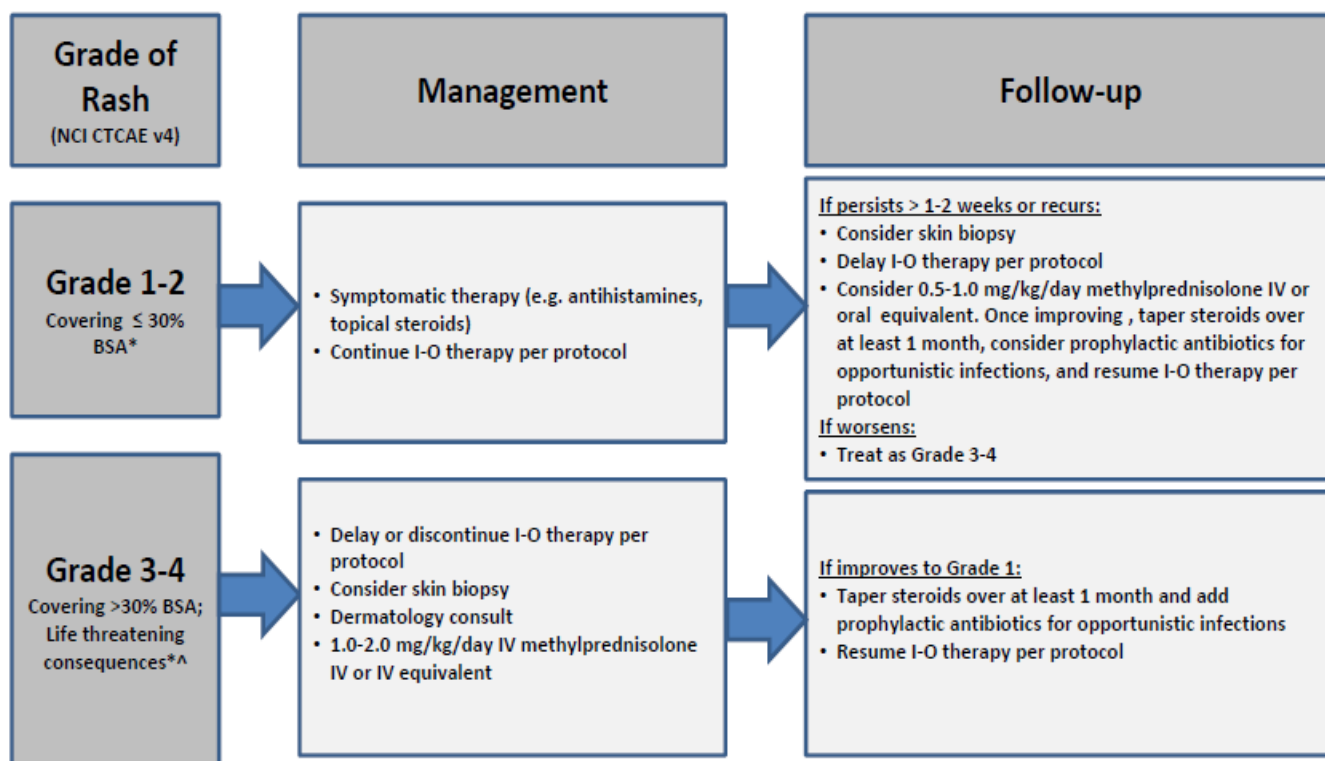 Grade of
Rash
(NCI CTCAE v4)
Management
Follow-up
Grade 1-2
Covering ≤ 30%
BSA*
• Symptomatic therapy (e.g. antihistamines,
topical steroids)
• Continue I-O therapy per protocol
If persists > 1-2 weeks or recurs:
• Consider skin biopsy
• Delay I-O therapy per protocol
• Consider 0.5-1.0 mg/kg/day methylprednisolone IV or
oral equivalent. Once improving , taper steroids over
at least 1 month, consider prophylactic antibiotics for
opportunistic infections, and resume I-O therapy per
protocol
If worsens:
• Treat as Grade 3-4
Grade 3-4
Covering >30% BSA;
Life threatening
consequences*^
• Delay or discontinue I-O therapy per
protocol
• Consider skin biopsy
• Dermatology consult
• 1.0-2.0 mg/kg/day IV methylprednisolone
IV or IV equivalent
If improves to Grade 1:
• Taper steroids over at least 1 month and add
prophylactic antibiotics for opportunistic infections
• Resume I-O therapy per protocol